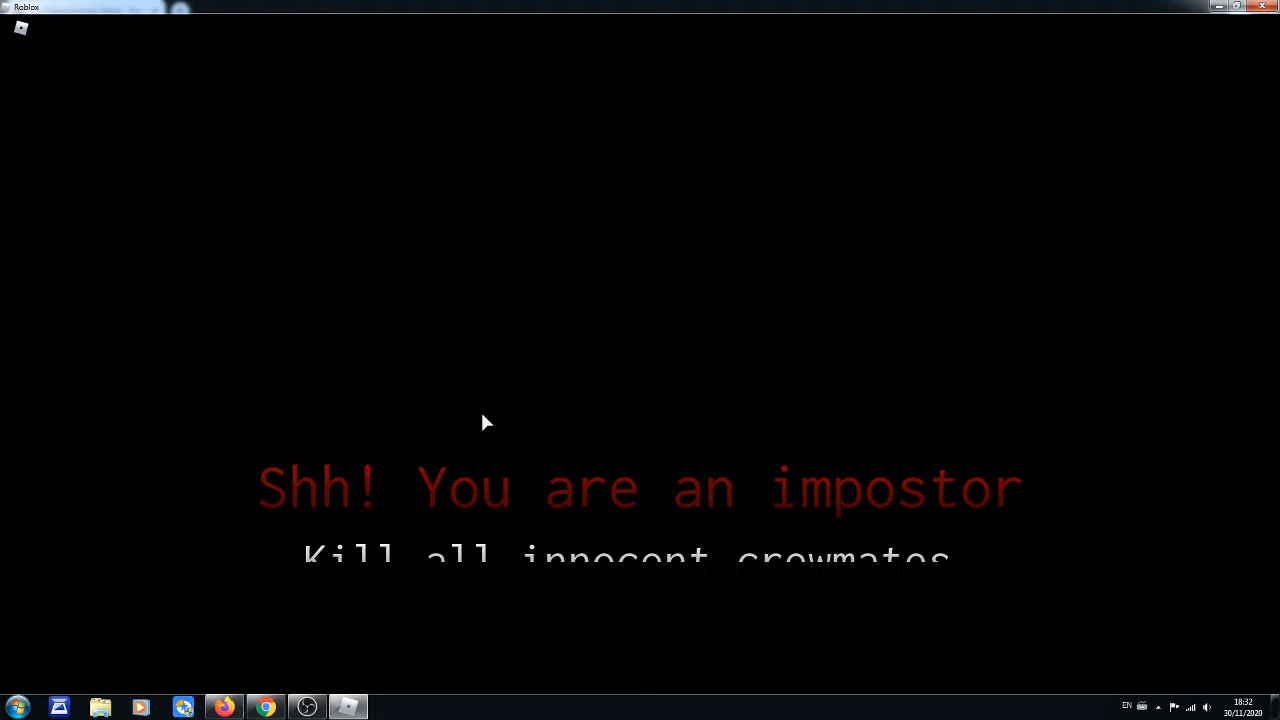 Roblox
Shh! You are an impostor
Kill all innocent crewmates
EN
18:32
30/11/2020